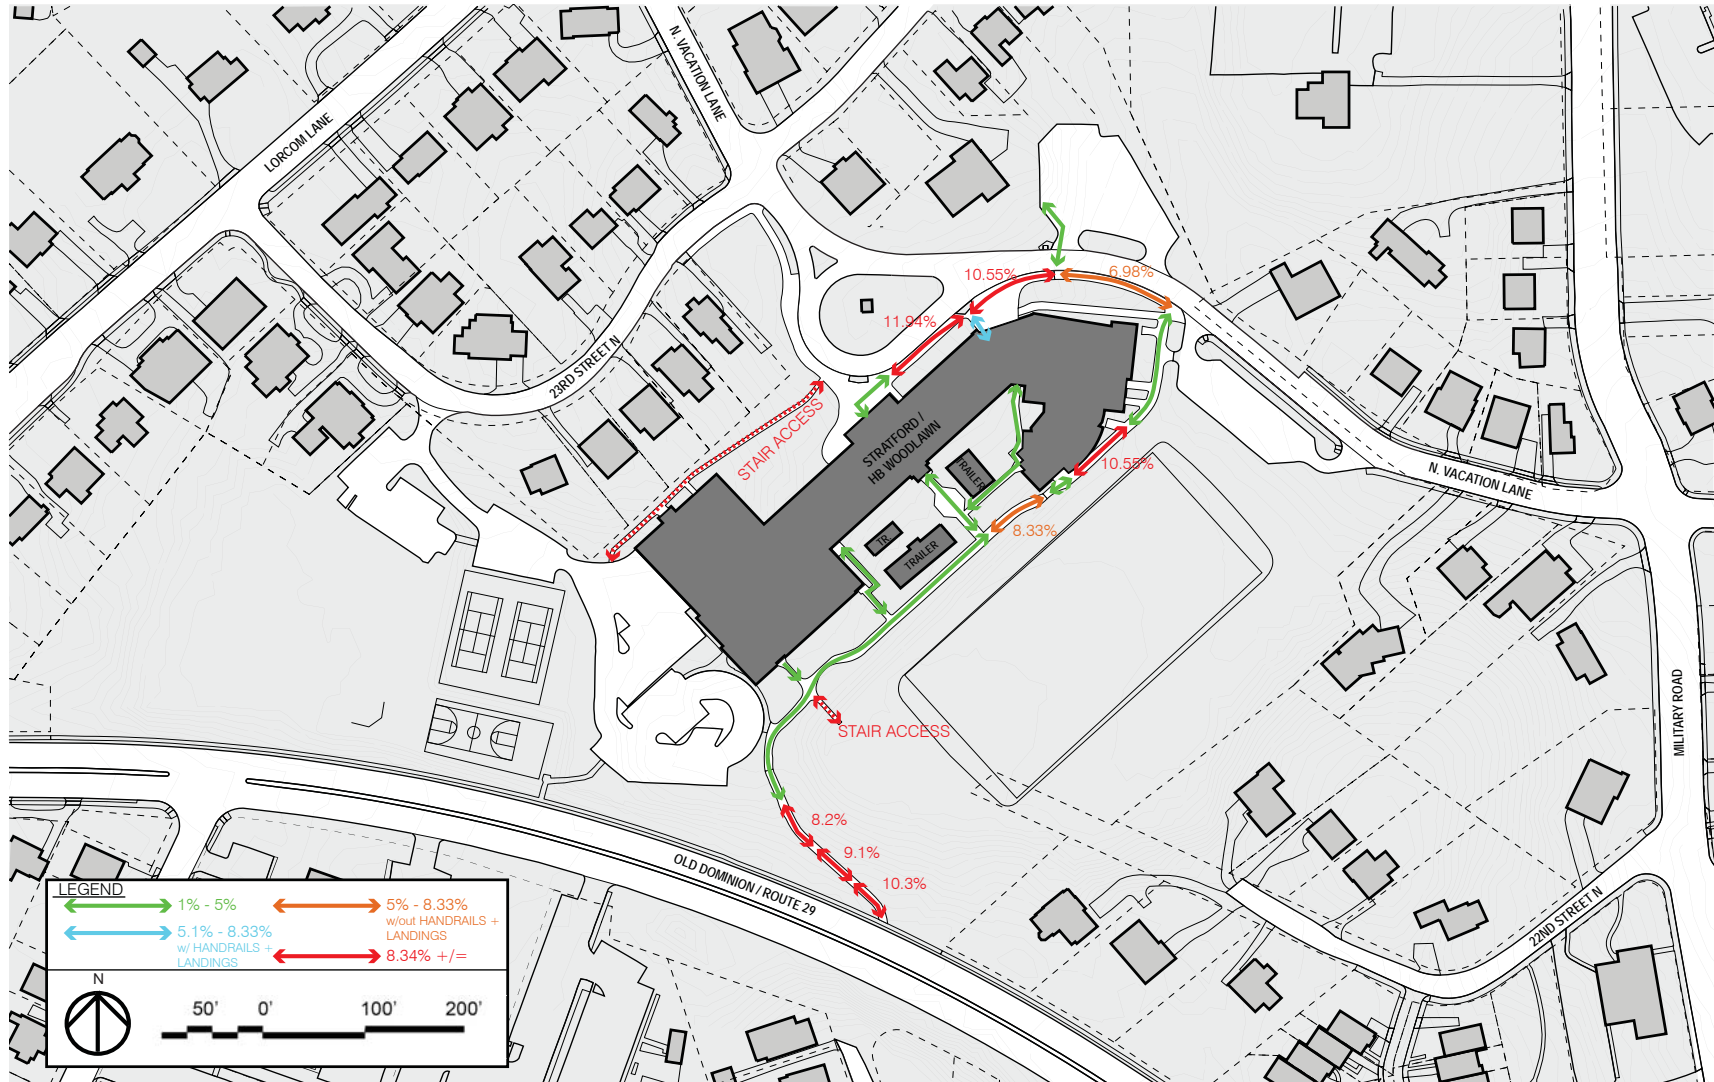 N. VACATION LANE
LORCOM LANE
10.55%
6.98%
11.94%
23RD STREET N
STAIR ACCESS
STRATFORD /
HB WOODLAWN
TRAILER
10.55%
N. VACATION LANE
8.33%
TR
TRAILER
MILITARY ROAD
STAIR ACCESS
8.2%
9.1%
10.3%
OLD DOMINION / ROUTE 29
22ND STREET N
LEGEND
1% - 5%
5% - 8.33%
w/out HANDRAILS +
LANDINGS
5.1% - 8.33%
w/ HANDRAILS +
LANDINGS
8.34% +/=
N
50' 0' 100' 200'